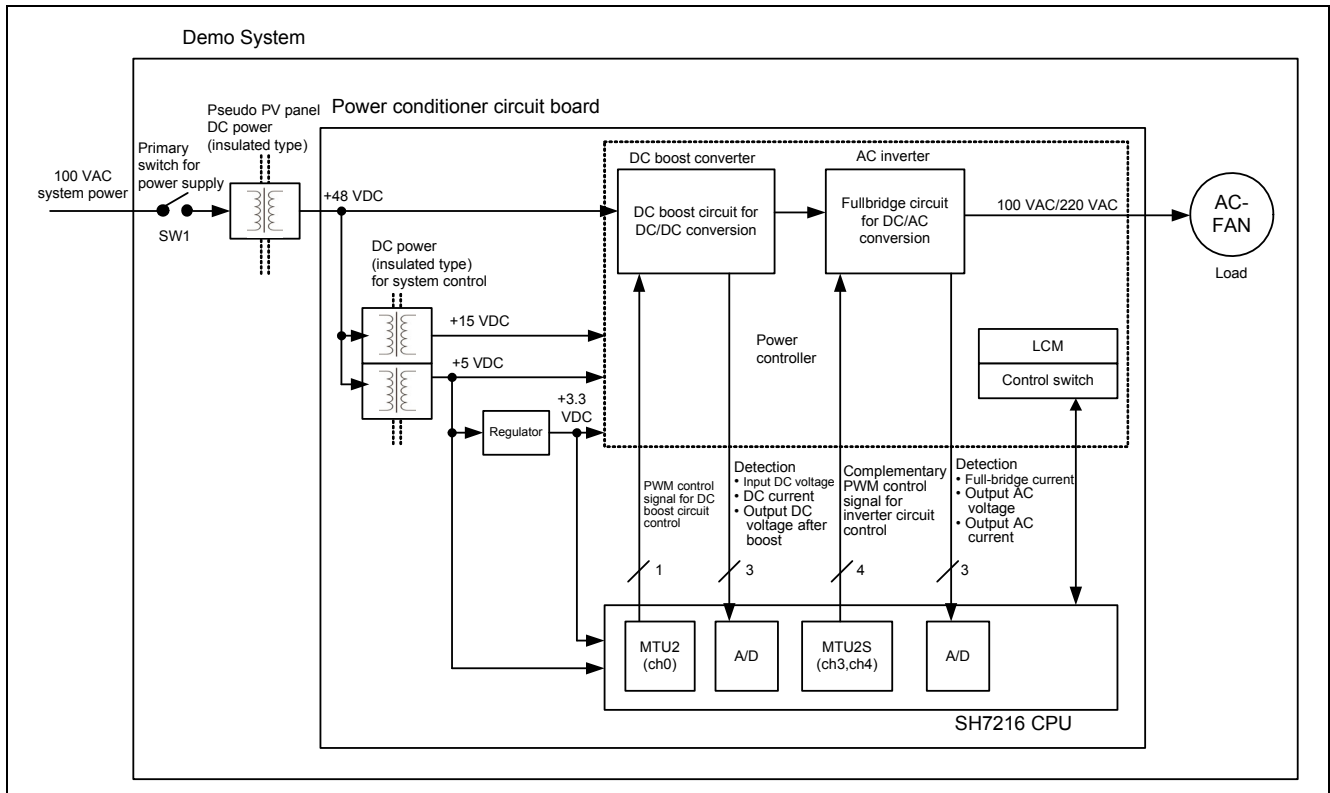 Demo System
Power conditioner circuit board
Pseudo PV panel
DC power
(insulated type)
Primary
switch for
power supply
100 VAC
system power
SW1
+48 VDC
DC power
(insulated type)
for system control
+15 VDC
+5 VDC
+3.3
VDC
Regulator
DC boost converter
DC boost circuit for
DC/DC conversion
AC inverter
Fullbridge circuit
for DC/AC
conversion
100 VAC/220 VAC
AC-
FAN
Load
Power
controller
LCM
Control switch
PWM control
signal for DC
boost circuit
control
Detection
• Input DC voltage
• DC current
• Output DC
voltage after
boost
Complementary
PWM control
signal for
inverter circuit
control
Detection
• Full-bridge current
• Output AC
voltage
• Output AC
current
1
3
4
3
MTU2
(ch0)
A/D
MTU2S
(ch3,ch4)
A/D
SH7216 CPU